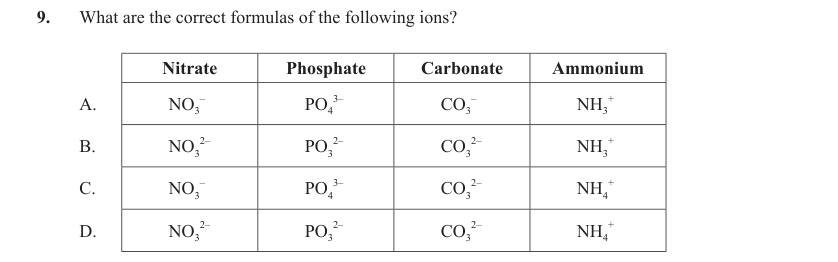 9. What are the correct formulas of the following ions?
Nitrate Phosphate Carbonate Ammonium
A. NO₃⁻ PO₄³⁻ CO₃⁻ NH₃⁺
B. NO₃²⁻ PO₃²⁻ CO₃²⁻ NH₃⁺
C. NO₃⁻ PO₄³⁻ CO₃²⁻ NH₄⁺
D. NO₃²⁻ PO₃²⁻ CO₃²⁻ NH₄⁺